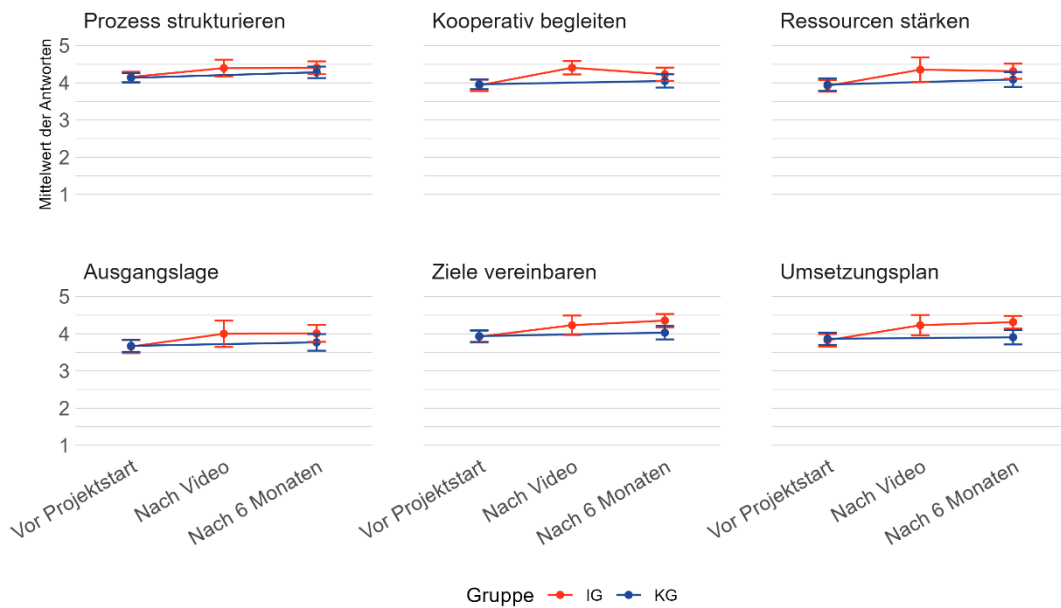 Prozess strukturieren
Kooperativ begleiten
Ressourcen stärken
Mittelwert der Antworten
5
4
3
2
1
Ausgangslage
Ziele vereinbaren
Umsetzungsplan
5
4
3
2
1
Vor Projektstart
Nach Video
Nach 6 Monaten
Vor Projektstart
Nach Video
Nach 6 Monaten
Vor Projektstart
Nach Video
Nach 6 Monaten
Gruppe IG KG